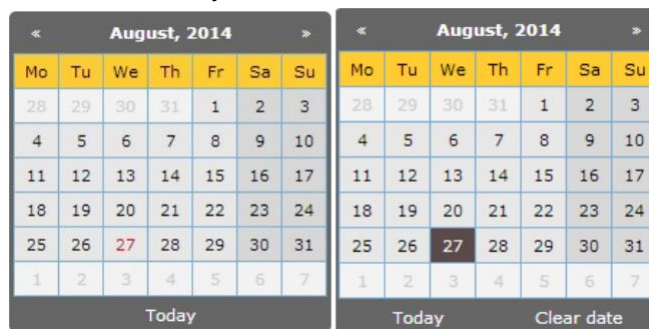 « August, 2014 »
Mo Tu We Th Fr Sa Su
28 29 30 31 1 2 3
4 5 6 7 8 9 10
11 12 13 14 15 16 17
18 19 20 21 22 23 24
25 26 27 28 29 30 31
1 2 3 4 5 6 7
Today
« August, 2014 »
Mo Tu We Th Fr Sa Su
28 29 30 31 1 2 3
4 5 6 7 8 9 10
11 12 13 14 15 16 17
18 19 20 21 22 23 24
25 26 27 28 29 30 31
1 2 3 4 5 6 7
Today Clear date